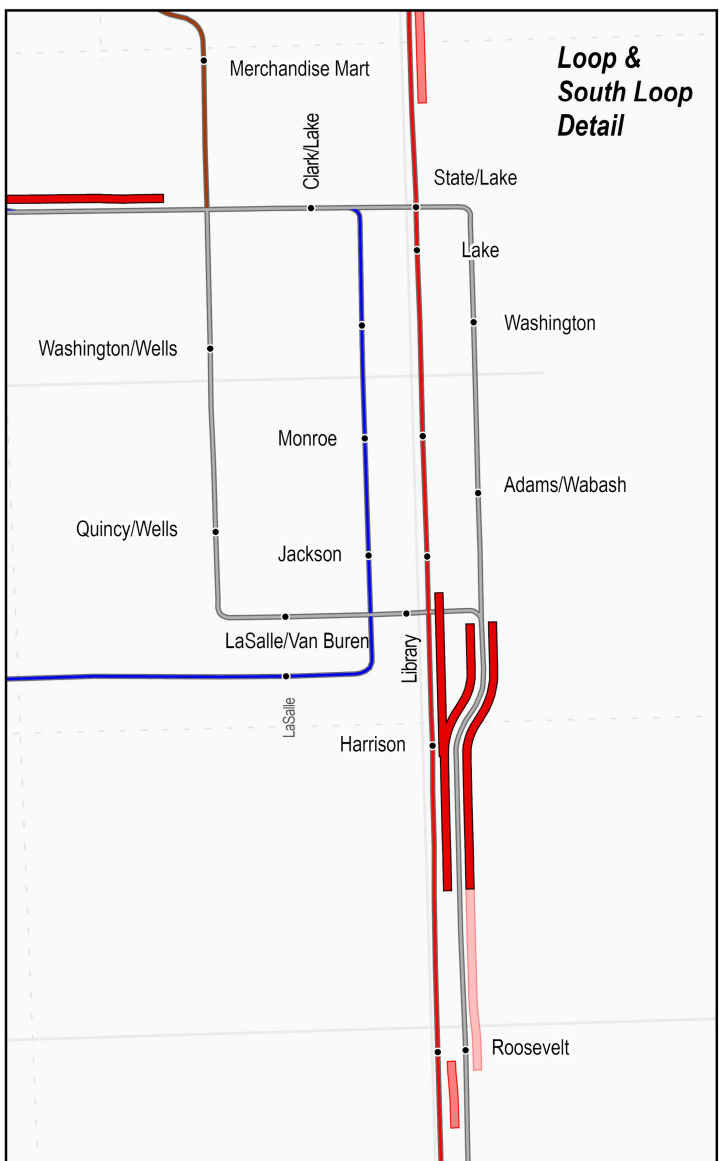 Loop &
South Loop
Detail
Merchandise Mart
Clark/Lake
State/Lake
Lake
Washington
Washington/Wells
Monroe
Adams/Wabash
Quincy/Wells
Jackson
LaSalle/Van Buren
Library
LaSalle
Harrison
Roosevelt